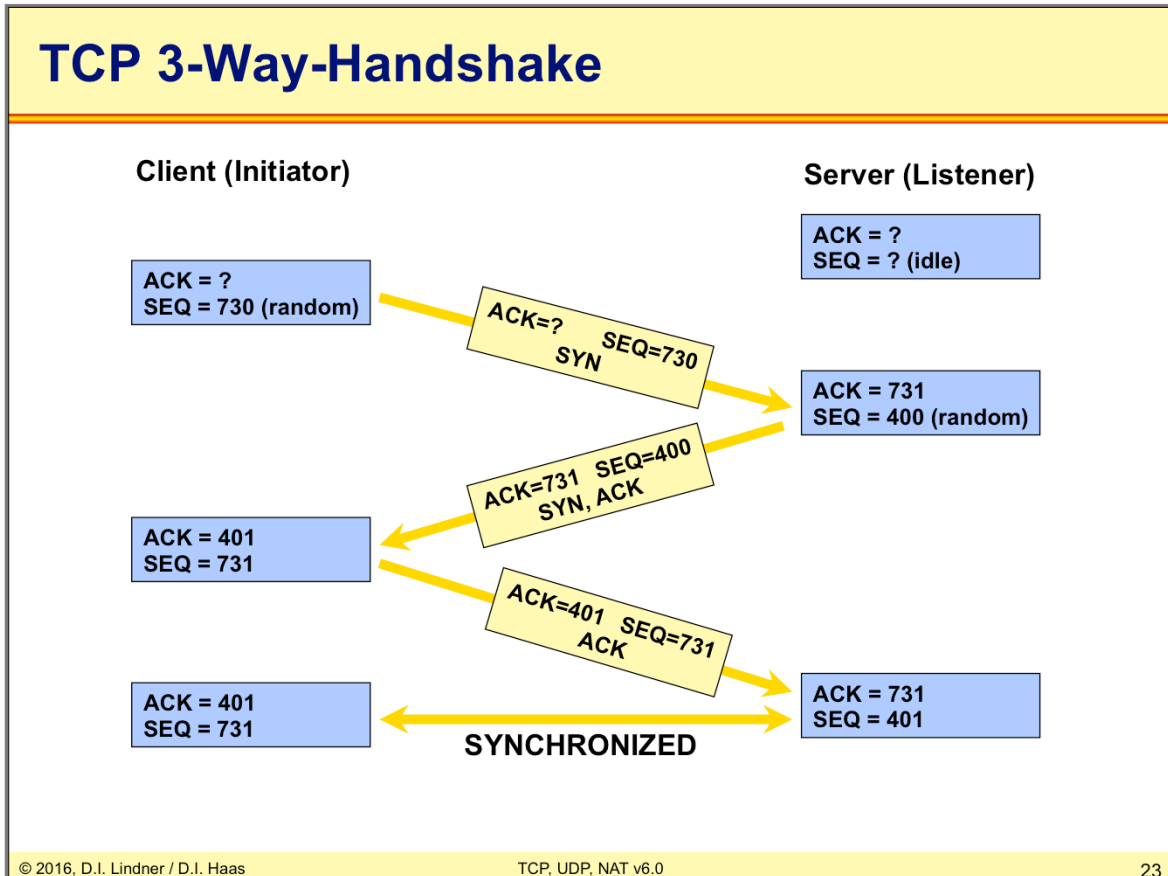 TCP 3-Way-Handshake
Client (Initiator)
Server (Listener)
ACK = ?
SEQ = ? (idle)
ACK = ?
SEQ = 730 (random)
ACK=? SEQ=730
SYN
ACK = 731
SEQ = 400 (random)
ACK=731 SEQ=400
SYN, ACK
ACK = 401
SEQ = 731
ACK=401 SEQ=731
ACK
ACK = 401
SEQ = 731
ACK = 731
SEQ = 401
SYNCHRONIZED
© 2016, D.I. Lindner / D.I. Haas
TCP, UDP, NAT v6.0
23